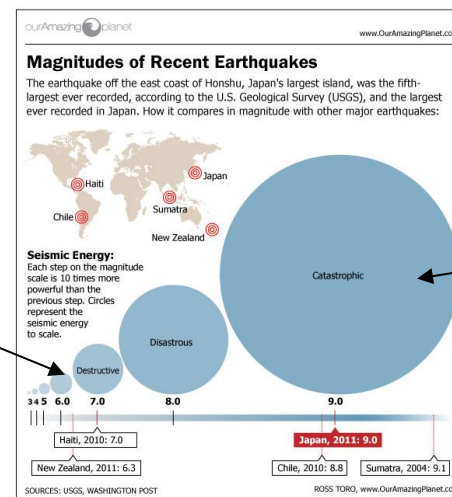 ourAmazing planet
www.OurAmazingPlanet.co
Magnitudes of Recent Earthquakes
The earthquake off the east coast of Honshu, Japan's largest island, was the fifth-
largest ever recorded, according to the U.S. Geological Survey (USGS), and the largest
ever recorded in Japan. How it compares in magnitude with other major earthquakes:
Haiti
Japan
Chile
Sumatra
New Zealand
Seismic Energy:
Each step on the magnitude
scale is 10 times more
powerful than the
previous step. Circles
represent the
seismic energy
to scale.
Catastrophic
Disastrous
Destructive
3 4 5 6.0 7.0 8.0 9.0
Haiti, 2010: 7.0
Japan, 2011: 9.0
New Zealand, 2011: 6.3
Chile, 2010: 8.8
Sumatra, 2004: 9.1
SOURCES: USGS, WASHINGTON POST
ROSS TORO, www.OurAmazingPlanet.co